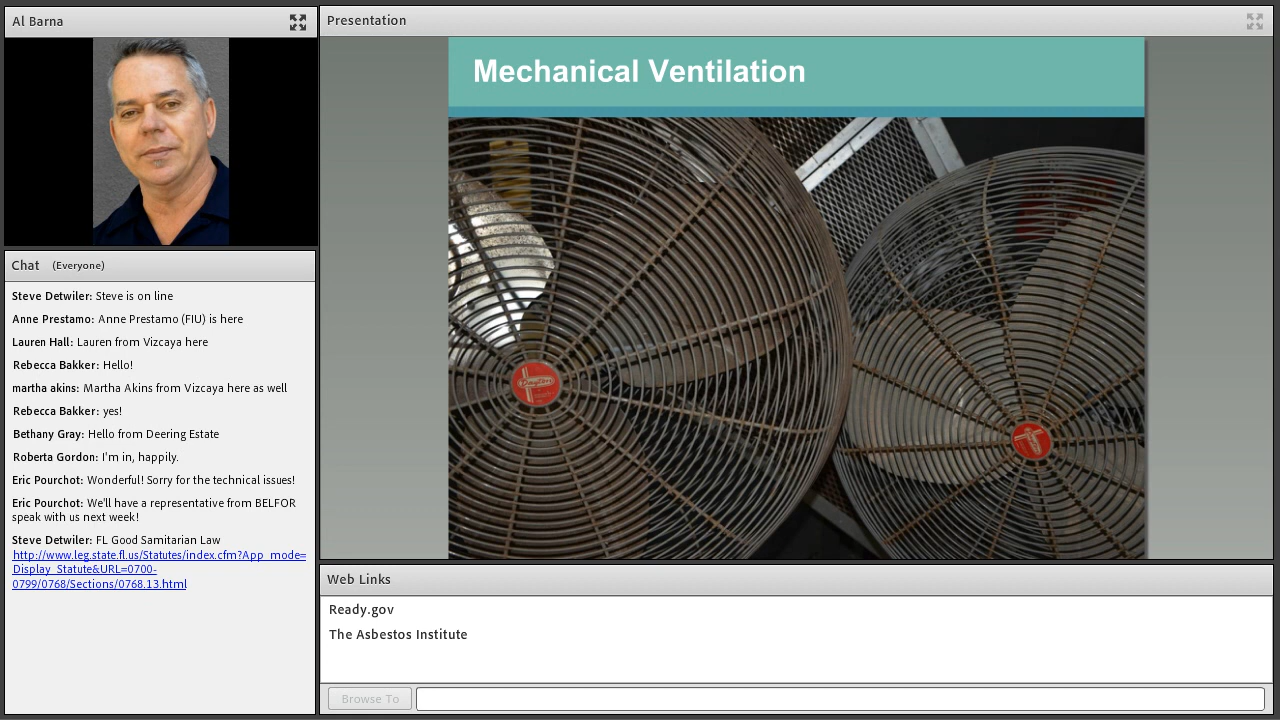 Al Barna
Chat (Everyone)
Steve Detwiler: Steve is on line
Anne Prestamo: Anne Prestamo (FIU) is here
Lauren Hall: Lauren from Vizcaya here
Rebecca Bakker: Hello!
martha akins: Martha Akins from Vizcaya here as well
Rebecca Bakker: yes!
Bethany Gray: Hello from Deering Estate
Roberta Gordon: I'm in, happily.
Eric Pourchot: Wonderful! Sorry for the technical issues!
Eric Pourchot: We'll have a representative from BELFOR
speak with us next week!
Steve Detwiler: FL Good Samitarian Law
http://www.leg.state.fl.us/Statutes/index.cfm?App_mode=
Display_Statute&URL=0700-
0799/0768/Sections/0768.13.html
Presentation
Mechanical Ventilation
Dayton
Web Links
Ready.gov
The Asbestos Institute
Browse To